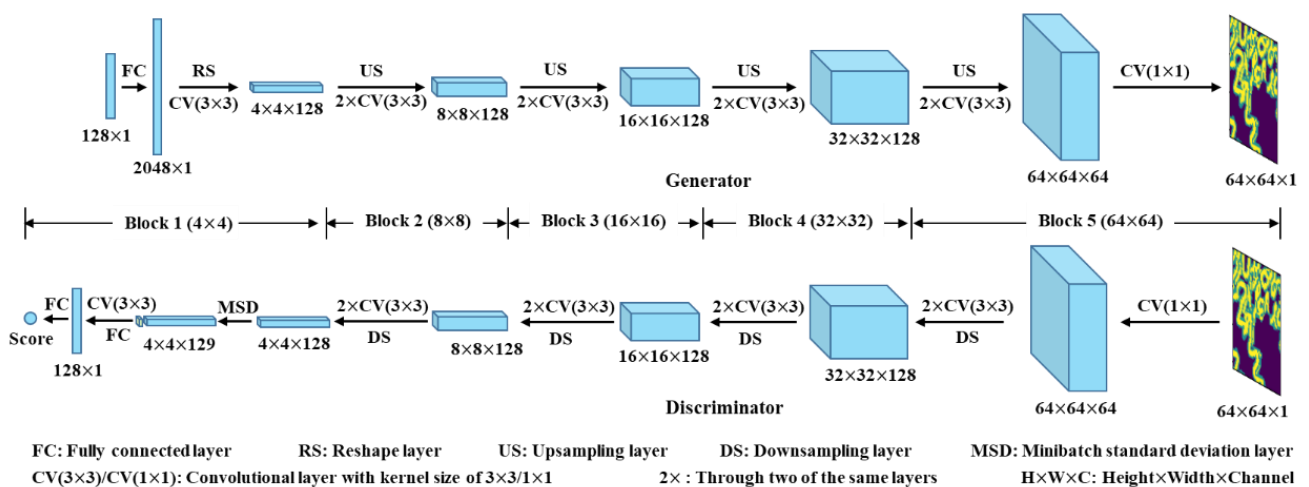 FC
RS
US
US
US
US
CV(1×1)
CV(3×3)
2×CV(3×3)
2×CV(3×3)
2×CV(3×3)
2×CV(3×3)
128×1
2048×1
4×4×128
8×8×128
16×16×128
32×32×128
64×64×64
64×64×1
Generator
Block 1 (4×4)
Block 2 (8×8)
Block 3 (16×16)
Block 4 (32×32)
Block 5 (64×64)
FC
CV(3×3)
MSD
2×CV(3×3)
2×CV(3×3)
2×CV(3×3)
2×CV(3×3)
CV(1×1)
Score
FC
DS
DS
DS
DS
128×1
4×4×129
4×4×128
8×8×128
16×16×128
32×32×128
64×64×64
64×64×1
Discriminator
FC: Fully connected layer
RS: Reshape layer
US: Upsampling layer
DS: Downsampling layer
MSD: Minibatch standard deviation layer
CV(3×3)/CV(1×1): Convolutional layer with kernel size of 3×3/1×1
2× : Through two of the same layers
H×W×C: Height×Width×Channel